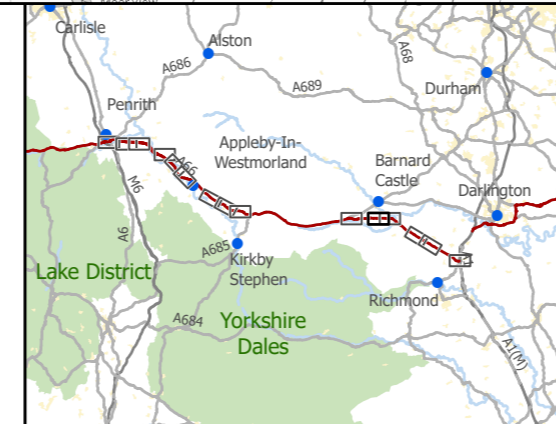 Carlisle
Alston
A68
A686
A689
Durham
Penrith
Appleby-In-
Westmorland
A66
Barnard
Castle
Darlington
M6
A6
A685
Kirkby
Stephen
Lake District
Richmond
A684
Yorkshire
Dales
A1(M)